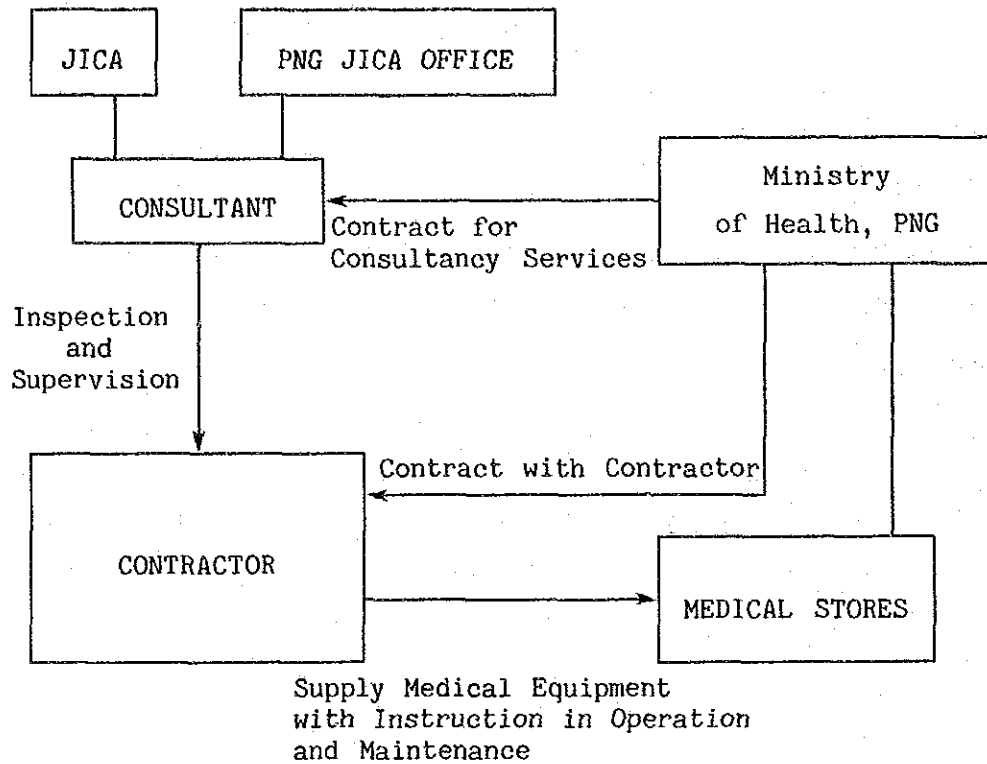 JICA
PNG JICA OFFICE
CONSULTANT
Ministry
of Health, PNG
Contract for
Consultancy Services
Inspection
and
Supervision
Contract with Contractor
CONTRACTOR
MEDICAL STORES
Supply Medical Equipment
with Instruction in Operation
and Maintenance